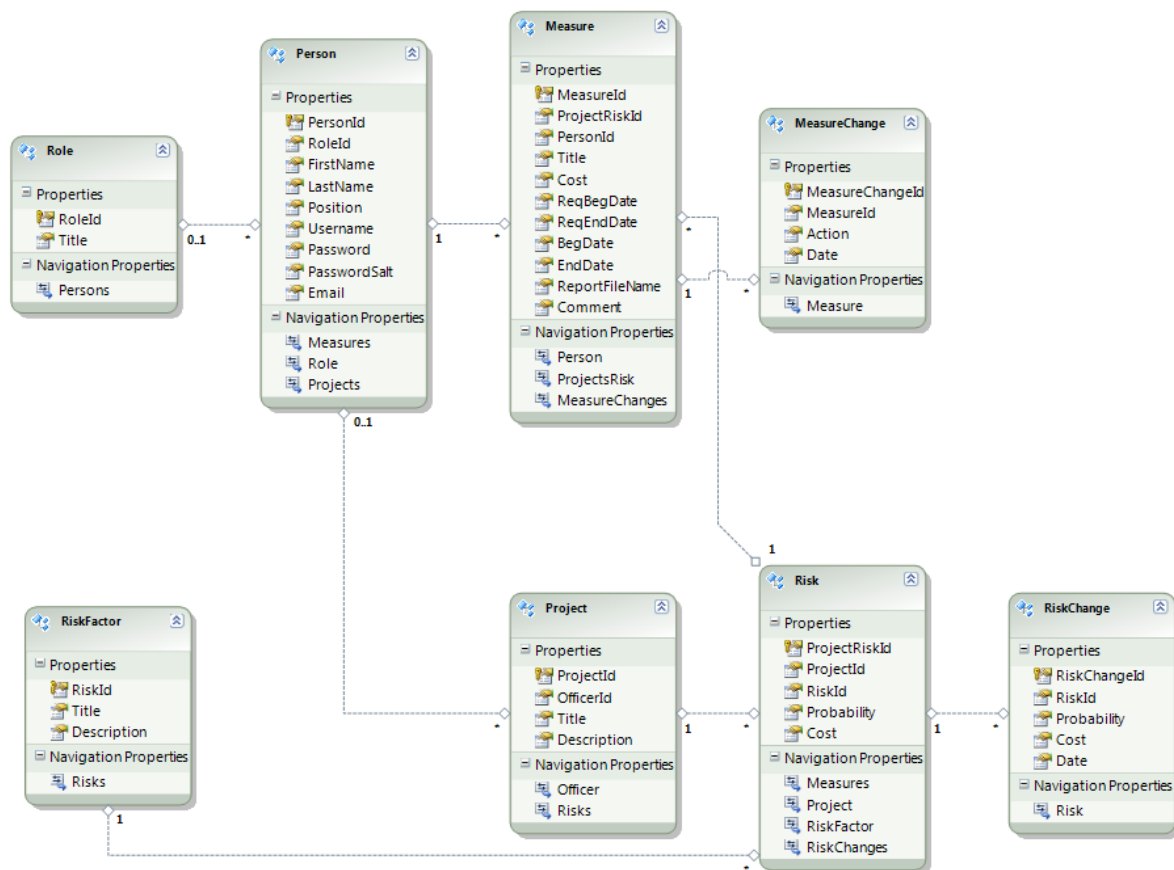 Role
Properties
RoleId
Title
Navigation Properties
Persons
0..1
*
Person
Properties
PersonId
RoleId
FirstName
LastName
Position
Username
Password
PasswordSalt
Email
Navigation Properties
Measures
Role
Projects
1
*
0..1
*
Measure
Properties
MeasureId
ProjectRiskId
PersonId
Title
Cost
ReqBegDate
ReqEndDate
BegDate
EndDate
ReportFileName
Comment
Navigation Properties
Person
ProjectsRisk
MeasureChanges
*
1
1
*
MeasureChange
Properties
MeasureChangeId
MeasureId
Action
Date
Navigation Properties
Measure
RiskFactor
Properties
RiskId
Title
Description
Navigation Properties
Risks
1
*
Project
Properties
ProjectId
OfficerId
Title
Description
Navigation Properties
Officer
Risks
1
*
Risk
Properties
ProjectRiskId
ProjectId
RiskId
Probability
Cost
Navigation Properties
Measures
Project
RiskFactor
RiskChanges
1
*
RiskChange
Properties
RiskChangeId
RiskId
Probability
Cost
Date
Navigation Properties
Risk